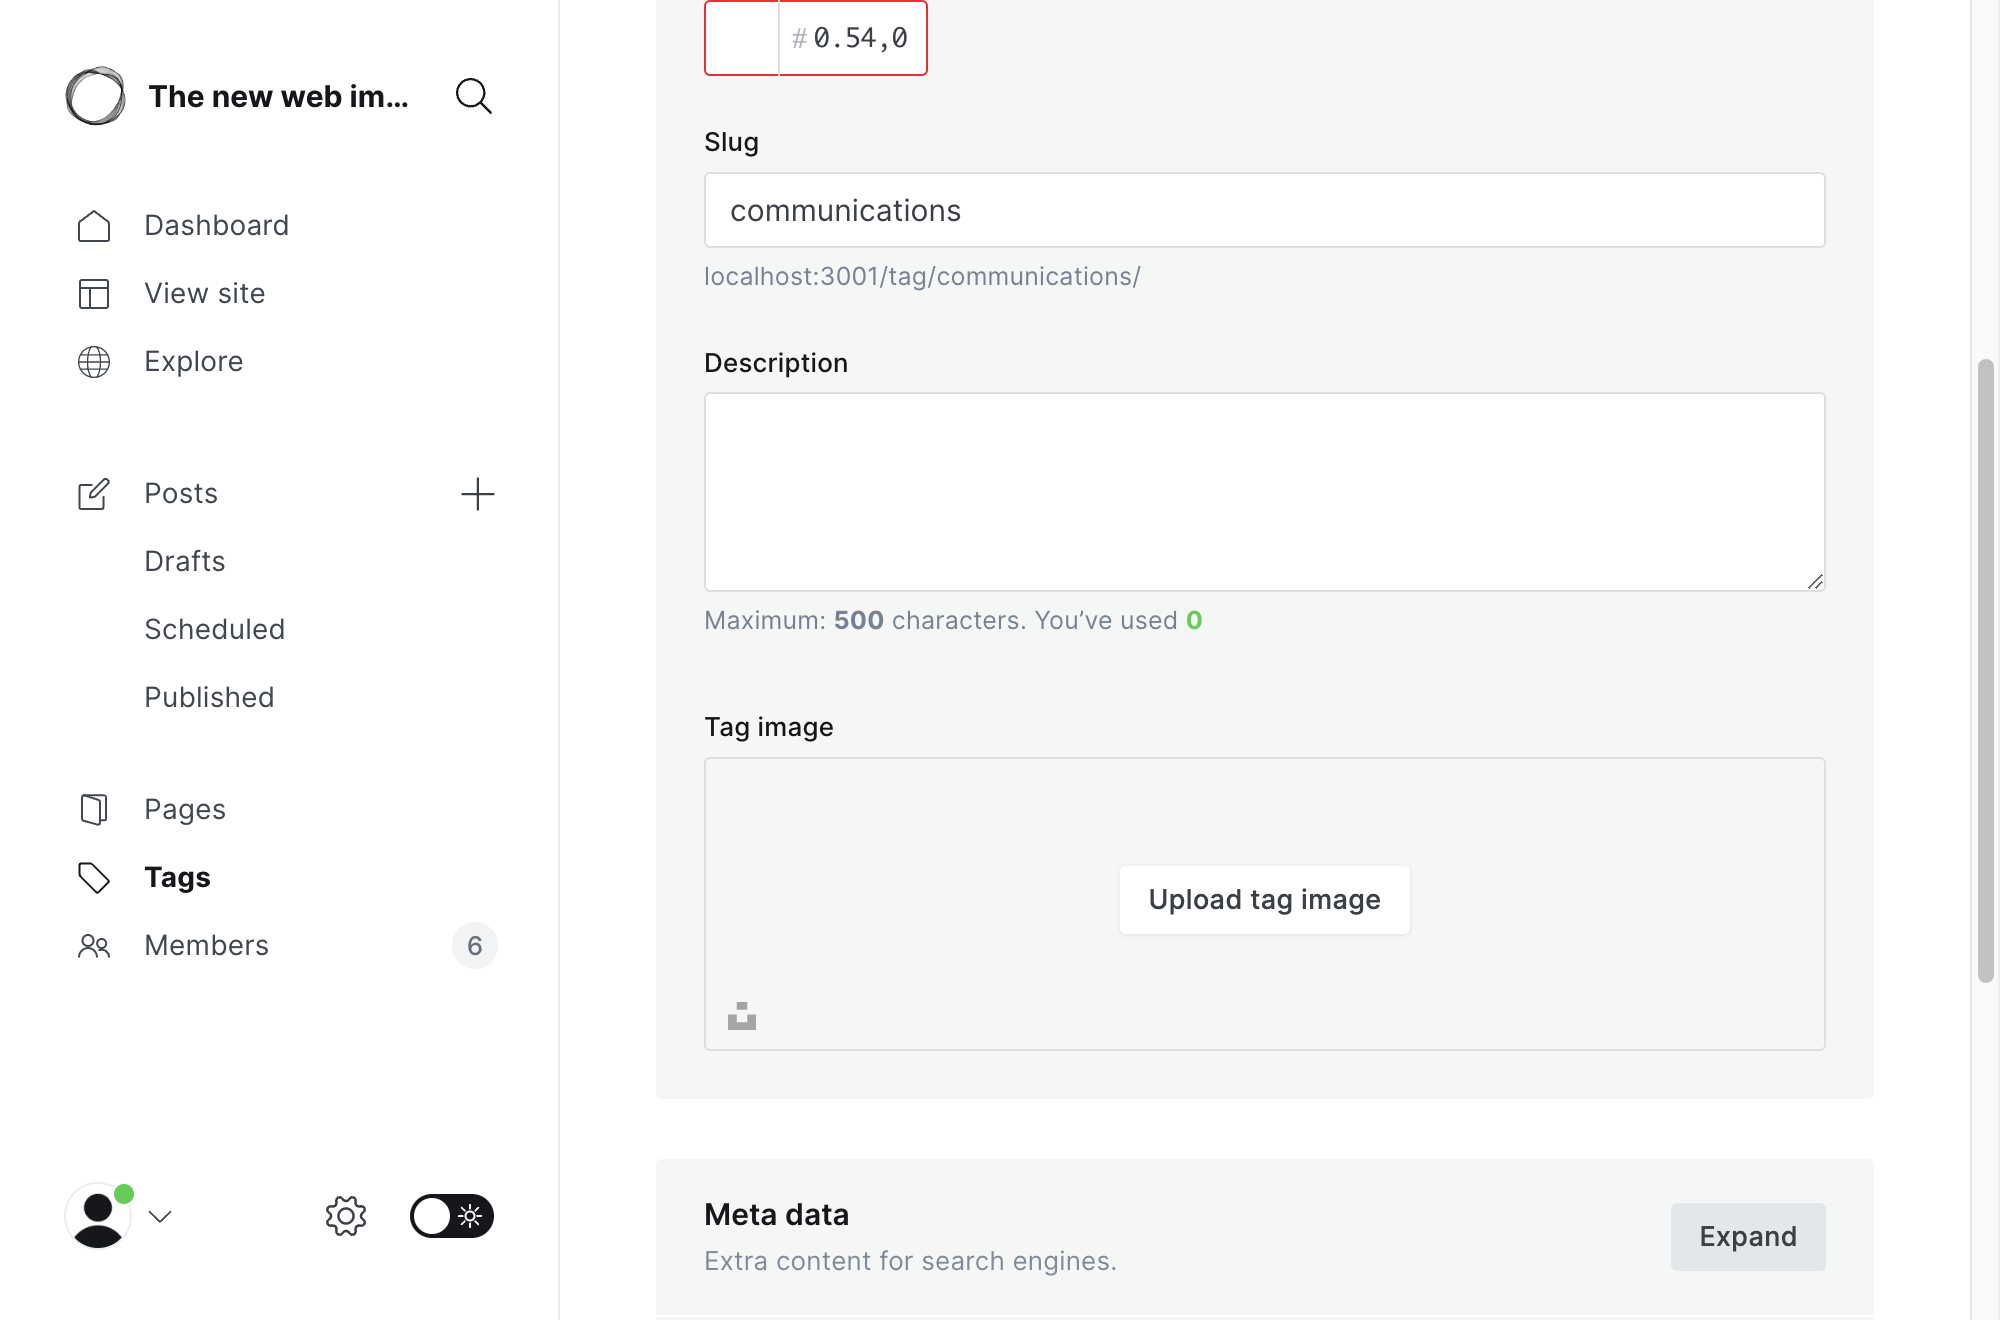 The new web im...
Dashboard
View site
Explore
Posts
Drafts
Scheduled
Published
Pages
Tags
Members
6
#0.54,0
Slug
communications
localhost:3001/tag/communications/
Description
Maximum: 500 characters. You’ve used 0
Tag image
Upload tag image
Meta data
Extra content for search engines.
Expand